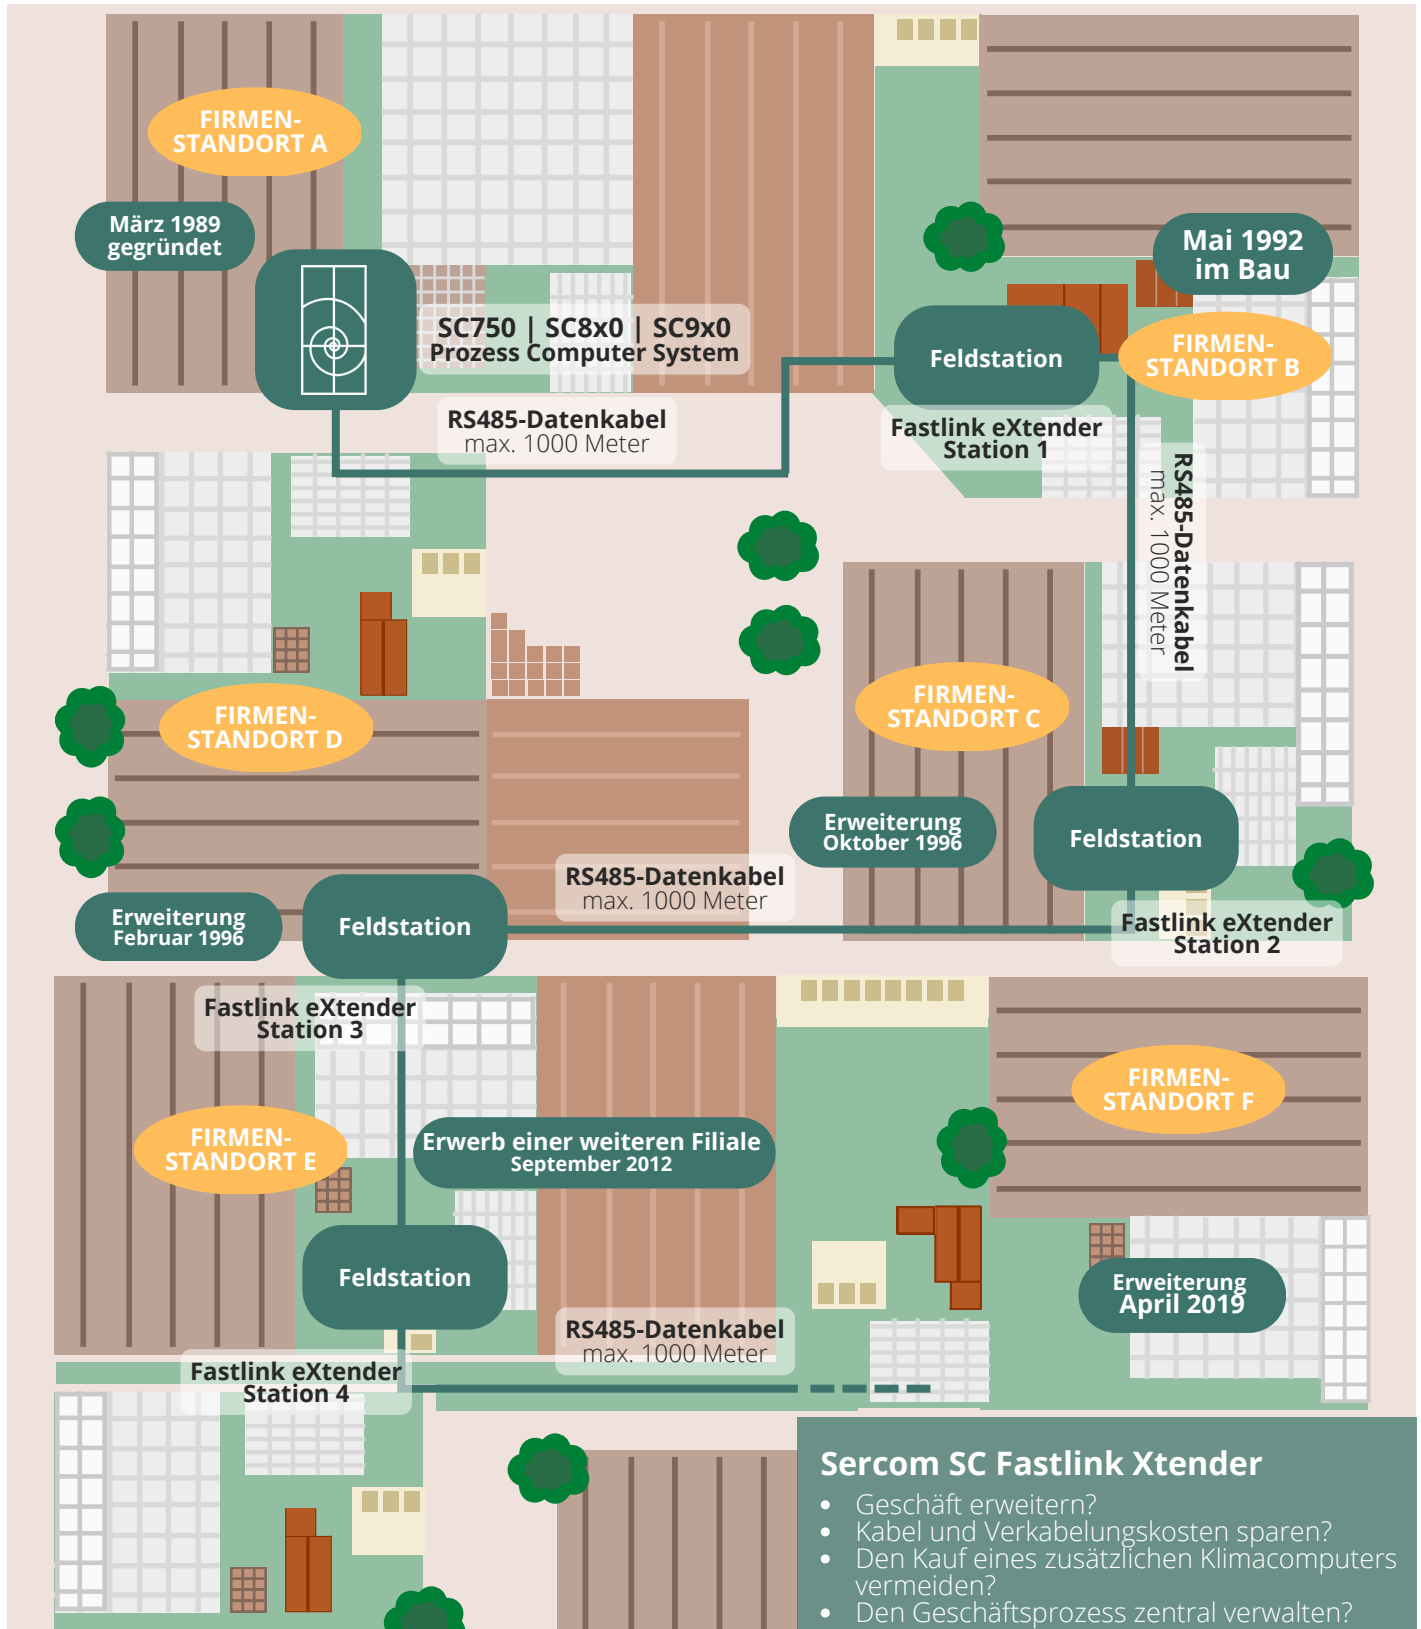 FIRMEN-
STANDORT A
März 1989
gegründet
SC750 | SC8x0 | SC9x0
Prozess Computer System
RS485-Datenkabel
max. 1000 Meter
Mai 1992
im Bau
Feldstation
FIRMEN-
STANDORT B
Fastlink eXtender
Station 1
RS485-Datenkabel
max. 1000 Meter
FIRMEN-
STANDORT C
Erweiterung
Oktober 1996
Feldstation
Fastlink eXtender
Station 2
FIRMEN-
STANDORT D
RS485-Datenkabel
max. 1000 Meter
Erweiterung
Februar 1996
Feldstation
Fastlink eXtender
Station 3
FIRMEN-
STANDORT E
Erwerb einer weiteren Filiale
September 2012
FIRMEN-
STANDORT F
Feldstation
Erweiterung
April 2019
RS485-Datenkabel
max. 1000 Meter
Fastlink eXtender
Station 4
Sercom SC Fastlink Xtender
• Geschäft erweitern?
• Kabel und Verkabelungskosten sparen?
• Den Kauf eines zusätzlichen Klimacomputers
vermeiden?
• Den Geschäftsprozess zentral verwalten?